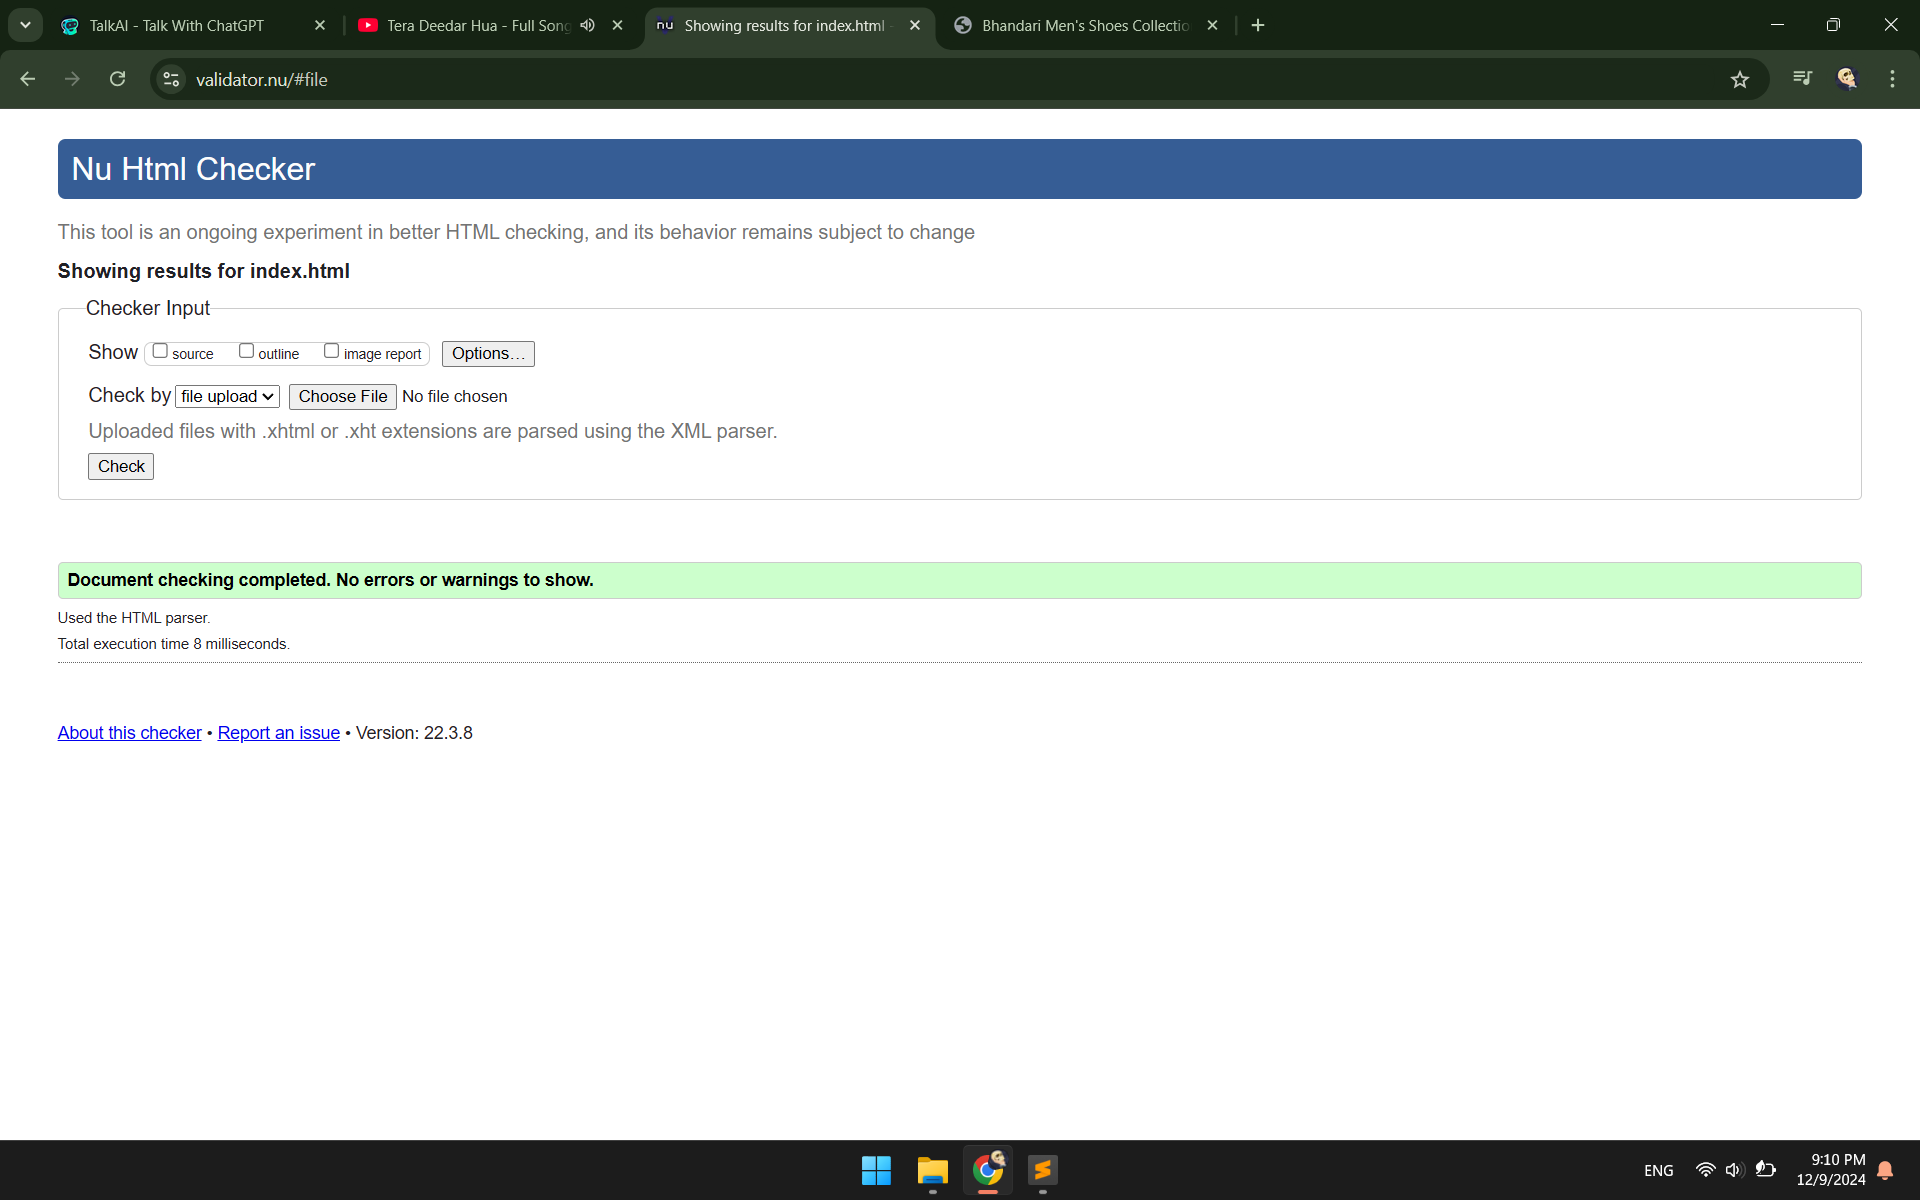 TalkAI - Talk With ChatGPT
Tera Deedar Hua - Full Song
nu
Showing results for index.html -
Bhandari Men's Shoes Collectio
validator.nu/#file
Nu Html Checker
This tool is an ongoing experiment in better HTML checking, and its behavior remains subject to change
Showing results for index.html
Checker Input
Show source outline image report Options…
Check by file upload Choose File No file chosen
Uploaded files with .xhtml or .xht extensions are parsed using the XML parser.
Check
Document checking completed. No errors or warnings to show.
Used the HTML parser.
Total execution time 8 milliseconds.
About this checker • Report an issue • Version: 22.3.8
ENG
9:10 PM
12/9/2024